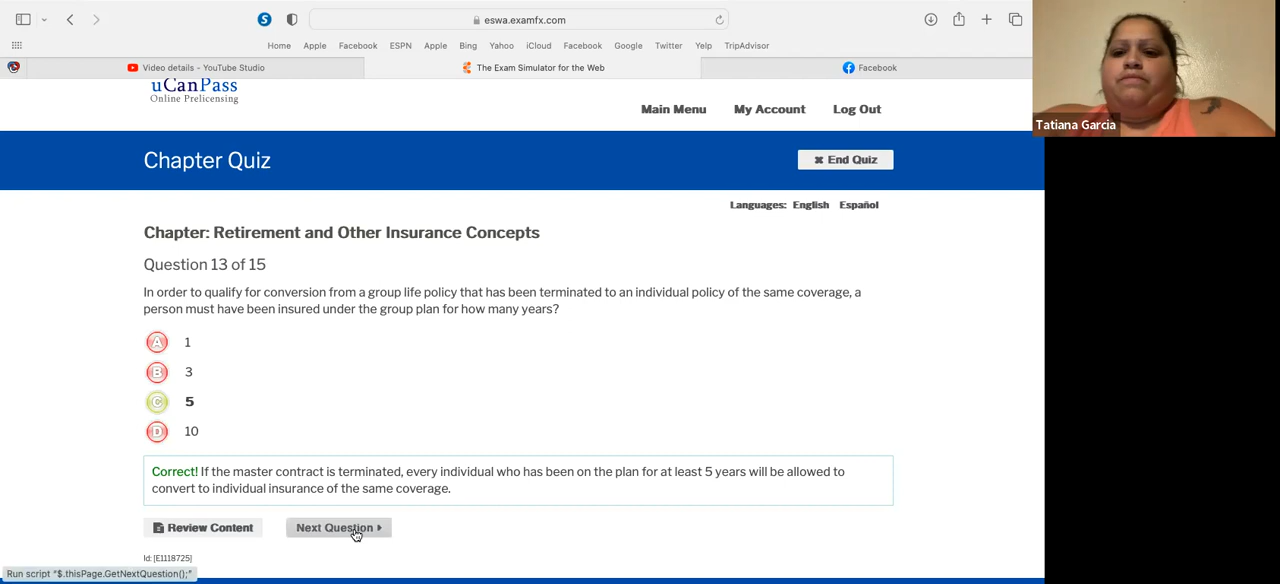 eswa.examfx.com
Home Apple Facebook ESPN Apple Bing Yahoo iCloud Facebook Google Twitter Yelp TripAdvisor
Video details - YouTube Studio
The Exam Simulator for the Web
Facebook
Tatiana Garcia
uCanPass
Online Prelicensing
Main Menu My Account Log Out
Chapter Quiz
✖ End Quiz
Languages: English Español
Chapter: Retirement and Other Insurance Concepts
Question 13 of 15
In order to qualify for conversion from a group life policy that has been terminated to an individual policy of the same coverage, a
person must have been insured under the group plan for how many years?
A 1
B 3
C 5
D 10
Correct! If the master contract is terminated, every individual who has been on the plan for at least 5 years will be allowed to
convert to individual insurance of the same coverage.
Review Content Next Question
Id: [E1118725]
Run script "$.thisPage.GetNextQuestion();"